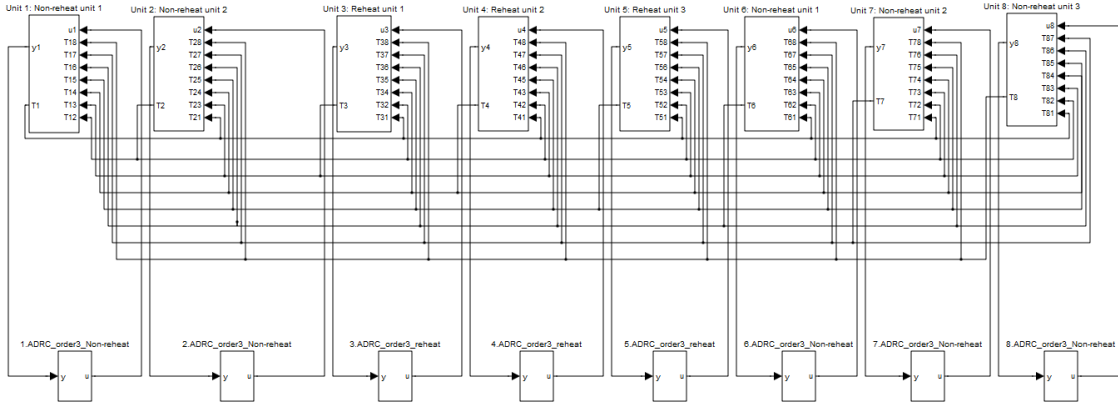 Unit 1: Non-reheat unit 1
u1
T18
T17
T16
T15
T14
T13
T12
y1
T1
Unit 2: Non-reheat unit 2
u2
T28
T27
T26
T25
T24
T23
T21
y2
T2
Unit 3: Reheat unit 1
u3
T38
T37
T36
T35
T34
T32
T31
y3
T3
Unit 4: Reheat unit 2
u4
T48
T47
T46
T45
T43
T42
T41
y4
T4
Unit 5: Reheat unit 3
u5
T58
T57
T56
T54
T53
T52
T51
y5
T5
Unit 6: Non-reheat unit 1
u6
T68
T67
T65
T64
T63
T62
T61
y6
T6
Unit 7: Non-reheat unit 2
u7
T78
T76
T75
T74
T73
T72
T71
y7
T7
Unit 8: Non-reheat unit 3
u8
T87
T86
T85
T84
T83
T82
T81
y8
T8
1.ADRC_order3_Non-reheat
y u
2.ADRC_order3_Non-reheat
y u
3.ADRC_order3_reheat
y u
4.ADRC_order3_reheat
y u
5.ADRC_order3_reheat
y u
6.ADRC_order3_Non-reheat
y u
7.ADRC_order3_Non-reheat
y u
8.ADRC_order3_Non-reheat
y u